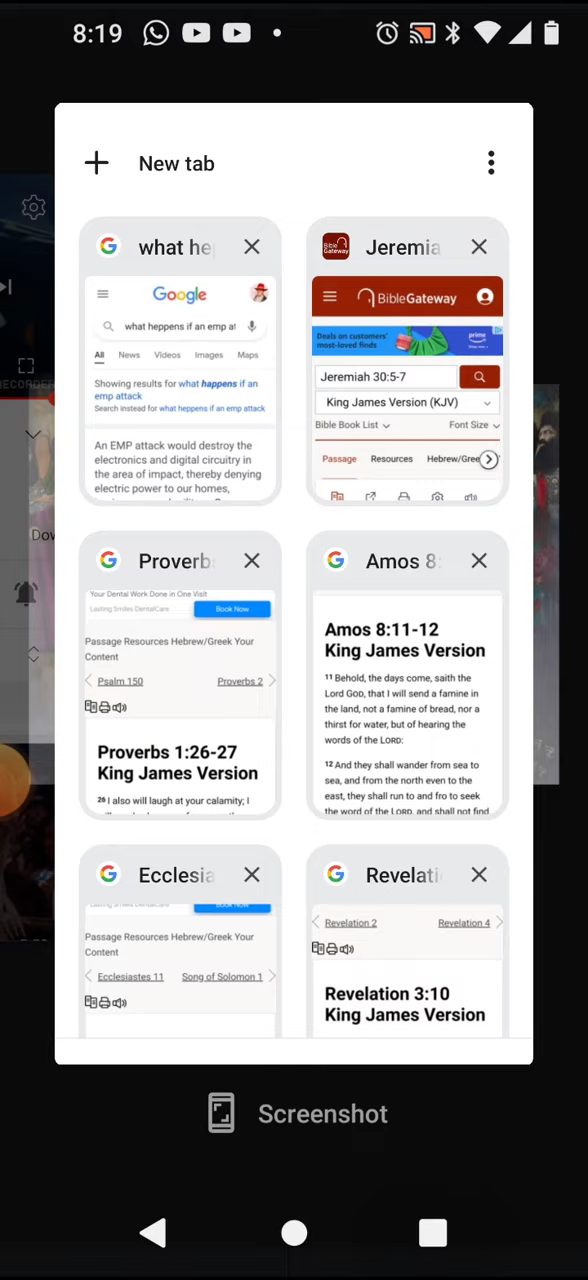 8:19
New tab
what he
Jeremia
Google
what heppens if an emp at
All News Videos Images Maps
Showing results for what happens if an
emp attack
Search instead for what heppens if an emp attack
An EMP attack would destroy the
electronics and digital circuitry in
the area of impact, thereby denying
electric power to our homes,
BibleGateway
Deals on customers'
most-loved finds
prime
Jeremiah 30:5-7
King James Version (KJV)
Bible Book List Font Size
Passage Resources Hebrew/Gree
ECORDER
Dov
Proverb
Amos 8:
Your Dental Work Done in One Visit
Lasting Smiles DentalCare Book Now
Passage Resources Hebrew/Greek Your
Content
Psalm 150 Proverbs 2
Proverbs 1:26-27
King James Version
26 I also will laugh at your calamity; I
Amos 8:11-12
King James Version
11 Behold, the days come, saith the
Lord GOD, that I will send a famine in
the land, not a famine of bread, nor a
thirst for water, but of hearing the
words of the LORD:
12 And they shall wander from sea to
sea, and from the north even to the
east, they shall run to and fro to seek
the word of the LORD, and shall not find
Ecclesia
Revelati
Passage Resources Hebrew/Greek Your
Content
Ecclesiastes 11 Song of Solomon 1
Revelation 2 Revelation 4
Revelation 3:10
King James Version
Screenshot